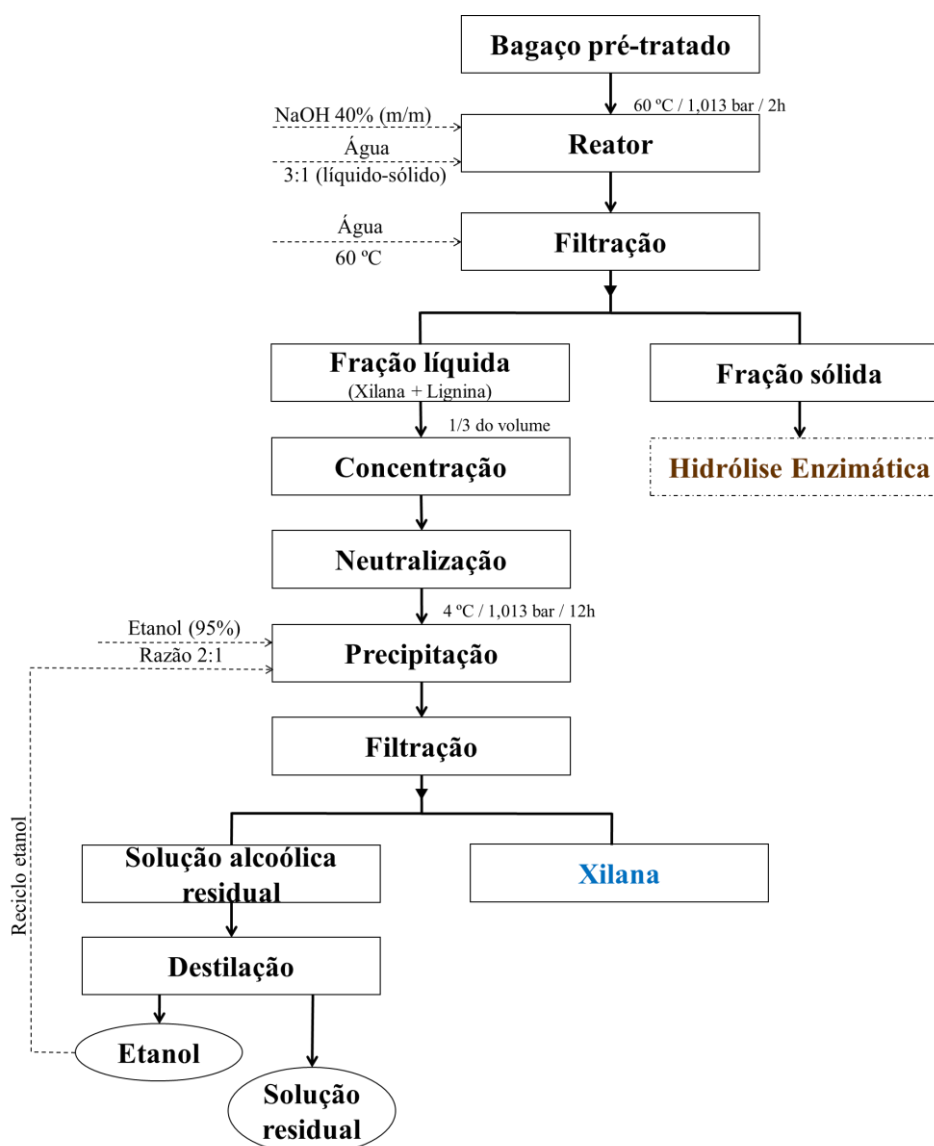 Bagaço pré-tratado
60 ºC / 1,013 bar / 2h
NaOH 40% (m/m)
Água
3:1 (líquido-sólido)
Reator
Água
60 ºC
Filtração
Fração líquida
(Xilana + Lignina)
Fração sólida
1/3 do volume
Concentração
Hidrólise Enzimática
Neutralização
4 ºC / 1,013 bar / 12h
Etanol (95%)
Razão 2:1
Precipitação
Filtração
Reciclo etanol
Solução alcoólica
residual
Xilana
Destilação
Etanol
Solução
residual